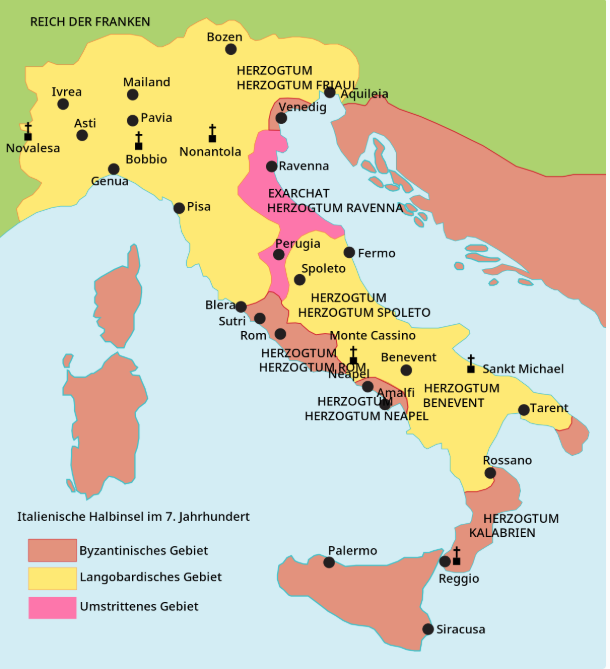 REICH DER FRANKEN
Bozen
HERZOGTUM
HERZOGTUM FRIAUL
Aquileia
Mailand
Ivrea
Venedig
Pavia
Asti
Novalesa
Bobbio
Nonantola
Genua
Ravenna
EXARCHAT
HERZOGTUM RAVENNA
Pisa
Perugia
Fermo
Spoleto
HERZOGTUM
HERZOGTUM SPOLETO
Blera
Sutri
Rom
Monte Cassino
HERZOGTUM
HERZOGTUM ROM
Benevent
Sankt Michael
Neapel
HERZOGTUM
BENEVENT
Amalfi
HERZOGTUM
HERZOGTUM NEAPEL
Tarent
Rossano
Italienische Halbinsel im 7. Jahrhundert
HERZOGTUM
KALABRIEN
Byzantinisches Gebiet
Langobardisches Gebiet
Umstrittenes Gebiet
Palermo
Reggio
Siracusa